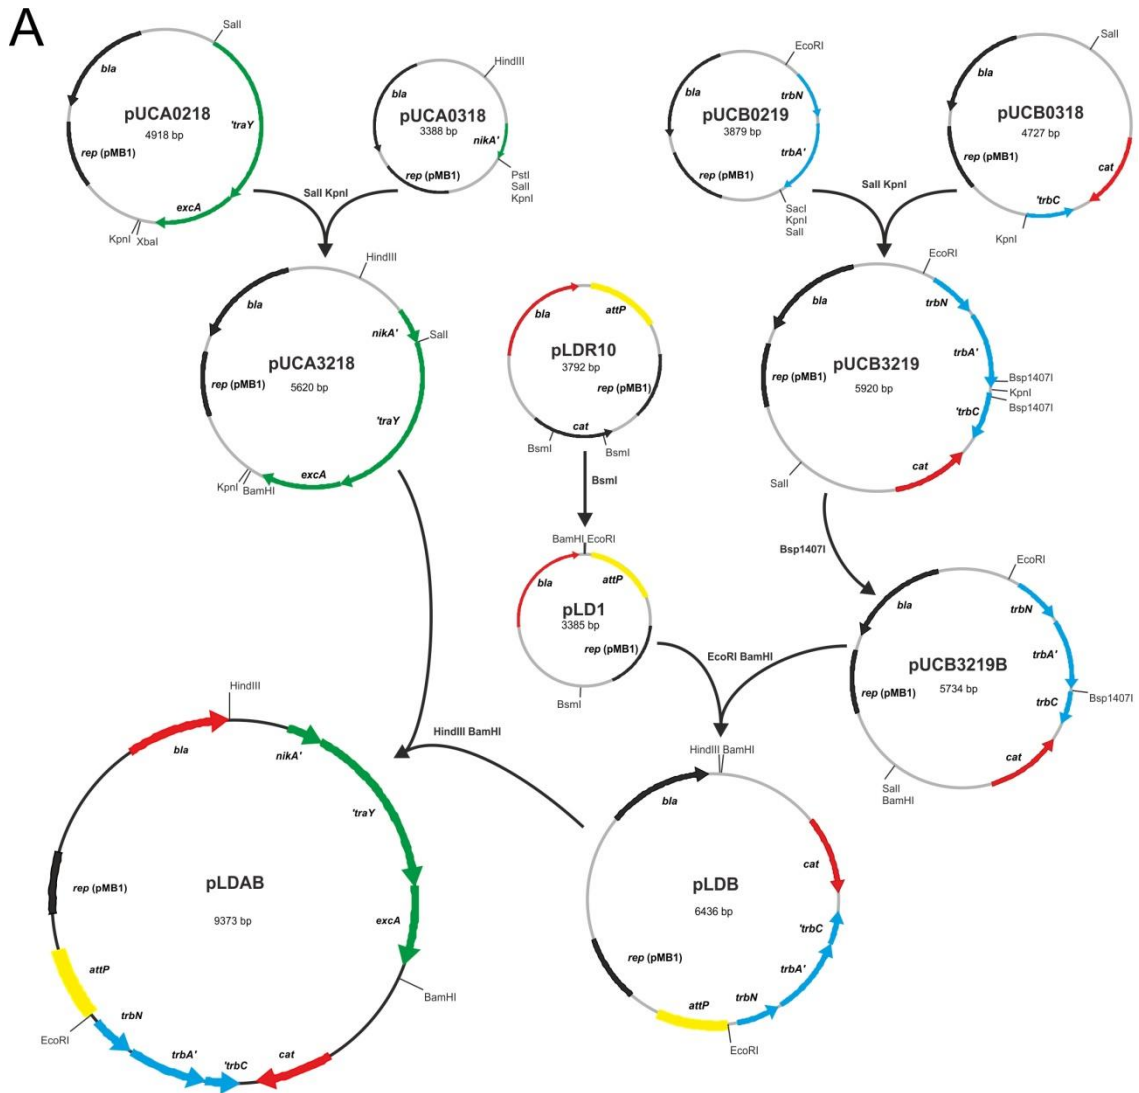 A
SalI
bla
pUCA0218
4918 bp
'traY
rep (pMB1)
excA
KpnI
XbaI
HindIII
bla
pUCA0318
3388 bp
nikA'
rep (pMB1)
PstI
SalI
KpnI
SalI KpnI
EcoRI
trbN
bla
pUCB0219
3879 bp
trbA'
rep (pMB1)
SacI
KpnI
SalI
SalI
bla
pUCB0318
4727 bp
rep (pMB1)
cat
'trbC
KpnI
SalI KpnI
HindIII
bla
nikA'
SalI
pUCA3218
5620 bp
rep (pMB1)
'traY
excA
KpnI
BamHI
bla
attP
pLDR10
3792 bp
rep (pMB1)
cat
BsmI
BsmI
BsmI
EcoRI
bla
trbN
pUCB3219
5920 bp
trbA'
rep (pMB1)
Bsp1407I
KpnI
Bsp1407I
'trbC
cat
SalI
Bsp1407I
BamHI EcoRI
bla
attP
pLD1
3385 bp
rep (pMB1)
BsmI
EcoRI BamHI
EcoRI
bla
trbN
trbA'
pUCB3219B
5734 bp
rep (pMB1)
Bsp1407I
trbC
cat
SalI
BamHI
HindIII BamHI
HindIII
bla
nikA'
'traY
pLDAB
9373 bp
rep (pMB1)
excA
attP
BamHI
EcoRI
trbN
trbA'
'trbC
cat
HindIII BamHI
bla
cat
pLDB
6436 bp
'trbC
rep (pMB1)
trbA'
attP
trbN
EcoRI